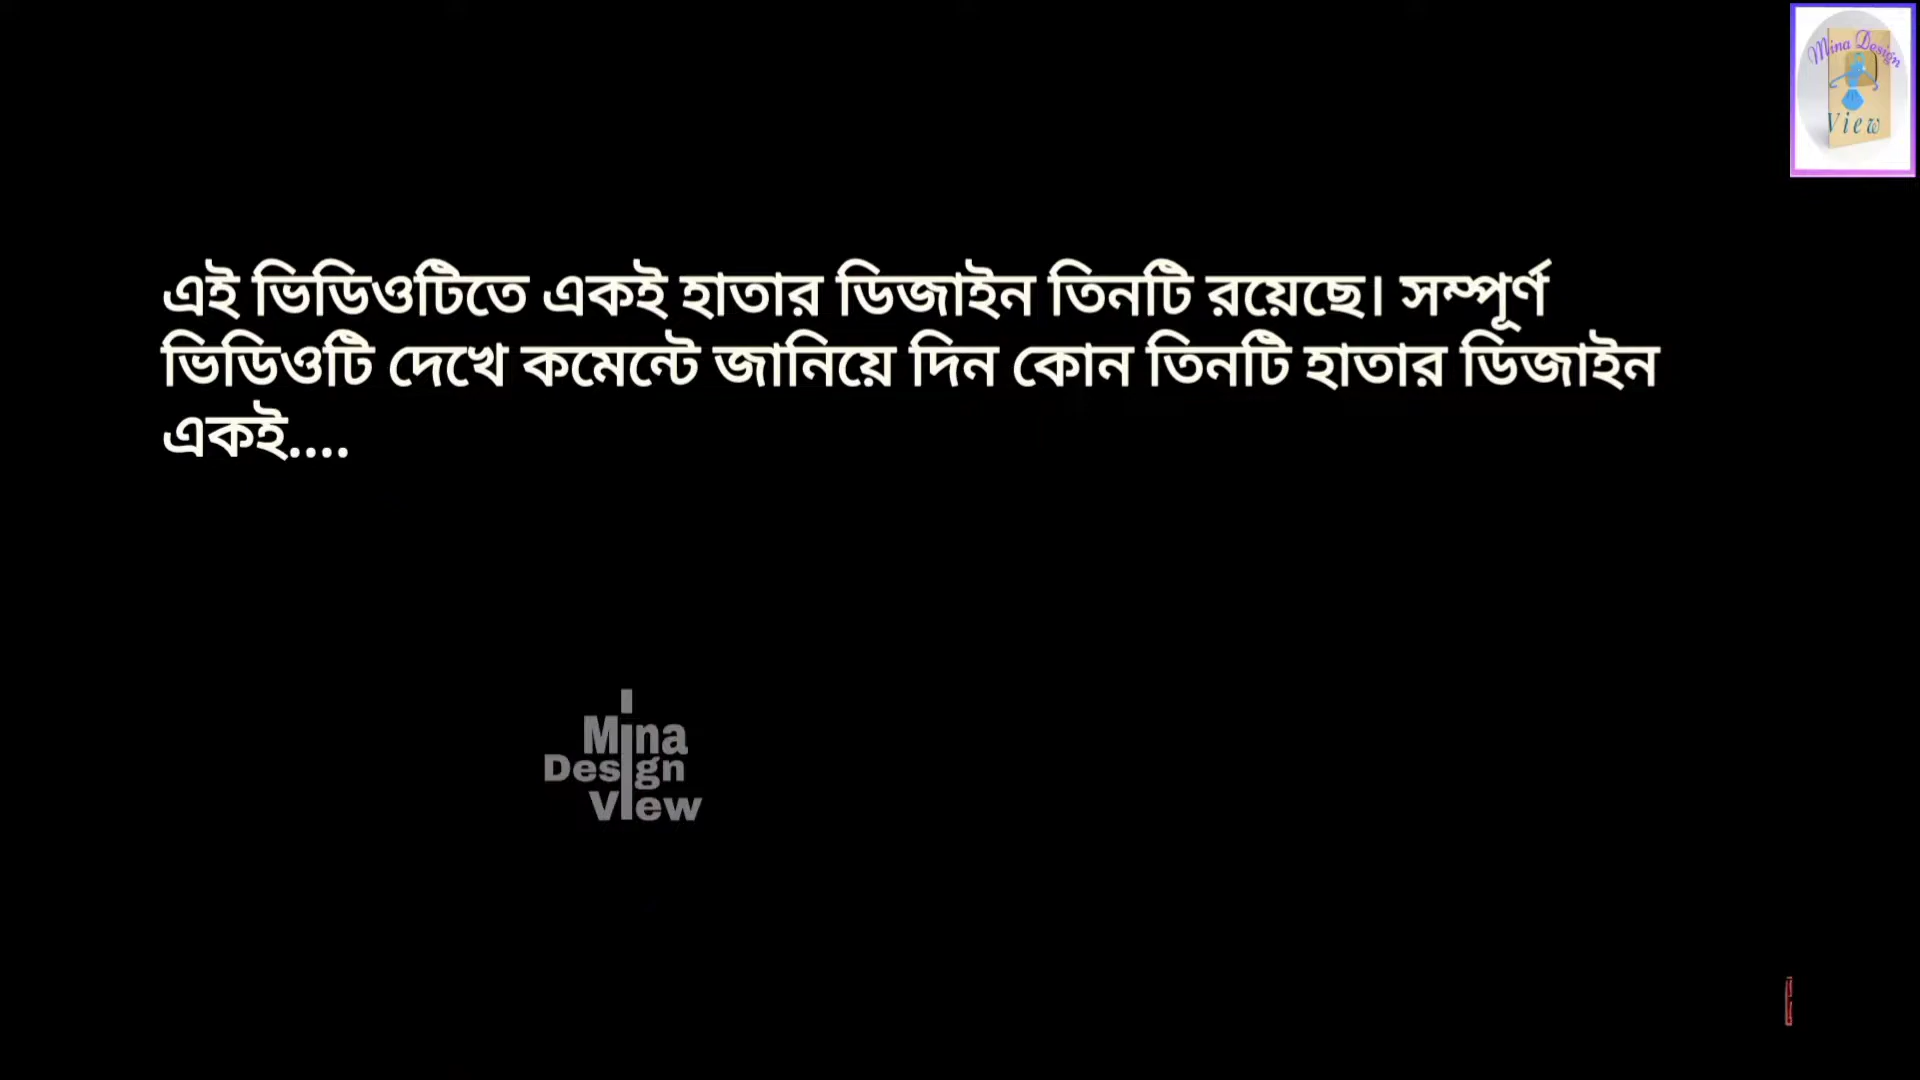 Mina Design
View
এই ভিডিওটিতে একই হাতার ডিজাইন তিনটি রয়েছে। সম্পূর্ণ
ভিডিওটি দেখে কমেন্টে জানিয়ে দিন কোন তিনটি হাতার ডিজাইন
একই....
Mina
Design
View